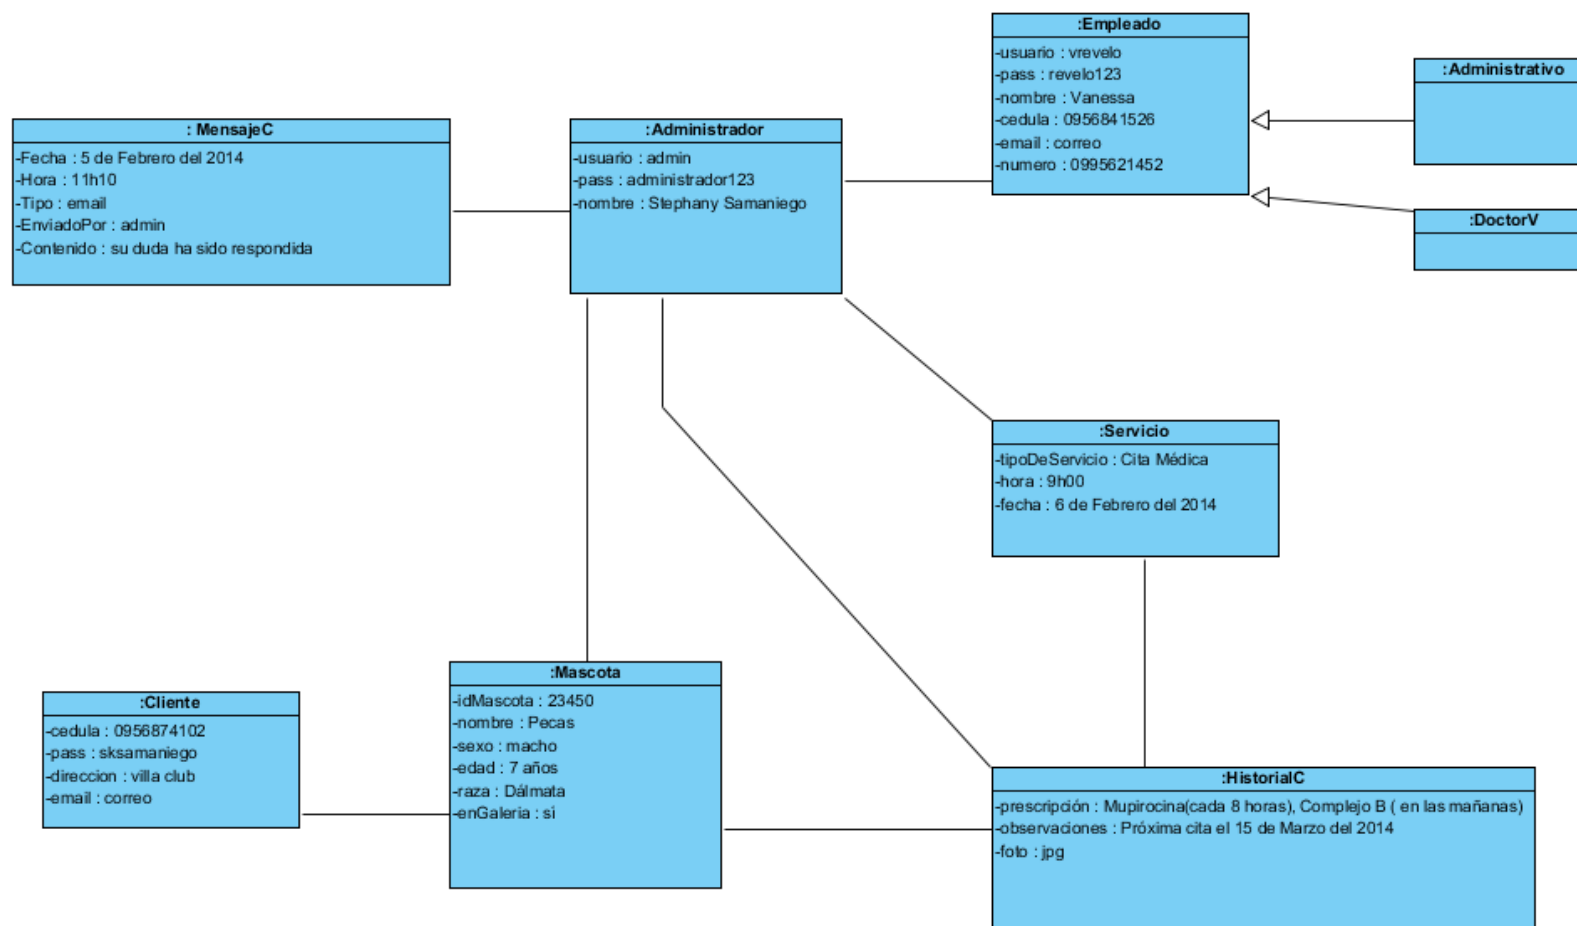 :Empleado
-usuario : vrevelo
-pass : revelo123
-nombre : Vanessa
-cedula : 0956841526
-email : correo
-numero : 0995621452
:Administrativo
:DoctorV
: MensajeC
-Fecha : 5 de Febrero del 2014
-Hora : 11h10
-Tipo : email
-EnviadoPor : admin
-Contenido : su duda ha sido respondida
:Administrador
-usuario : admin
-pass : administrador123
-nombre : Stephany Samaniego
:Servicio
-tipoDeServicio : Cita Médica
-hora : 9h00
-fecha : 6 de Febrero del 2014
:Mascota
-idMascota : 23450
-nombre : Pecas
-sexo : macho
-edad : 7 años
-raza : Dálmata
-enGaleria : si
:Cliente
-cedula : 0956874102
-pass : sksamaniego
-direccion : villa club
-email : correo
:HistorialC
-prescripción : Mupirocina(cada 8 horas), Complejo B ( en las mañanas)
-observaciones : Próxima cita el 15 de Marzo del 2014
-foto : jpg